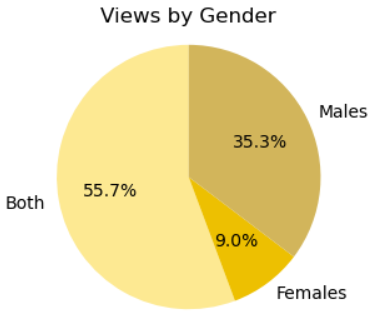 Views by Gender
Males
35.3%
55.7%
Both
9.0%
Females